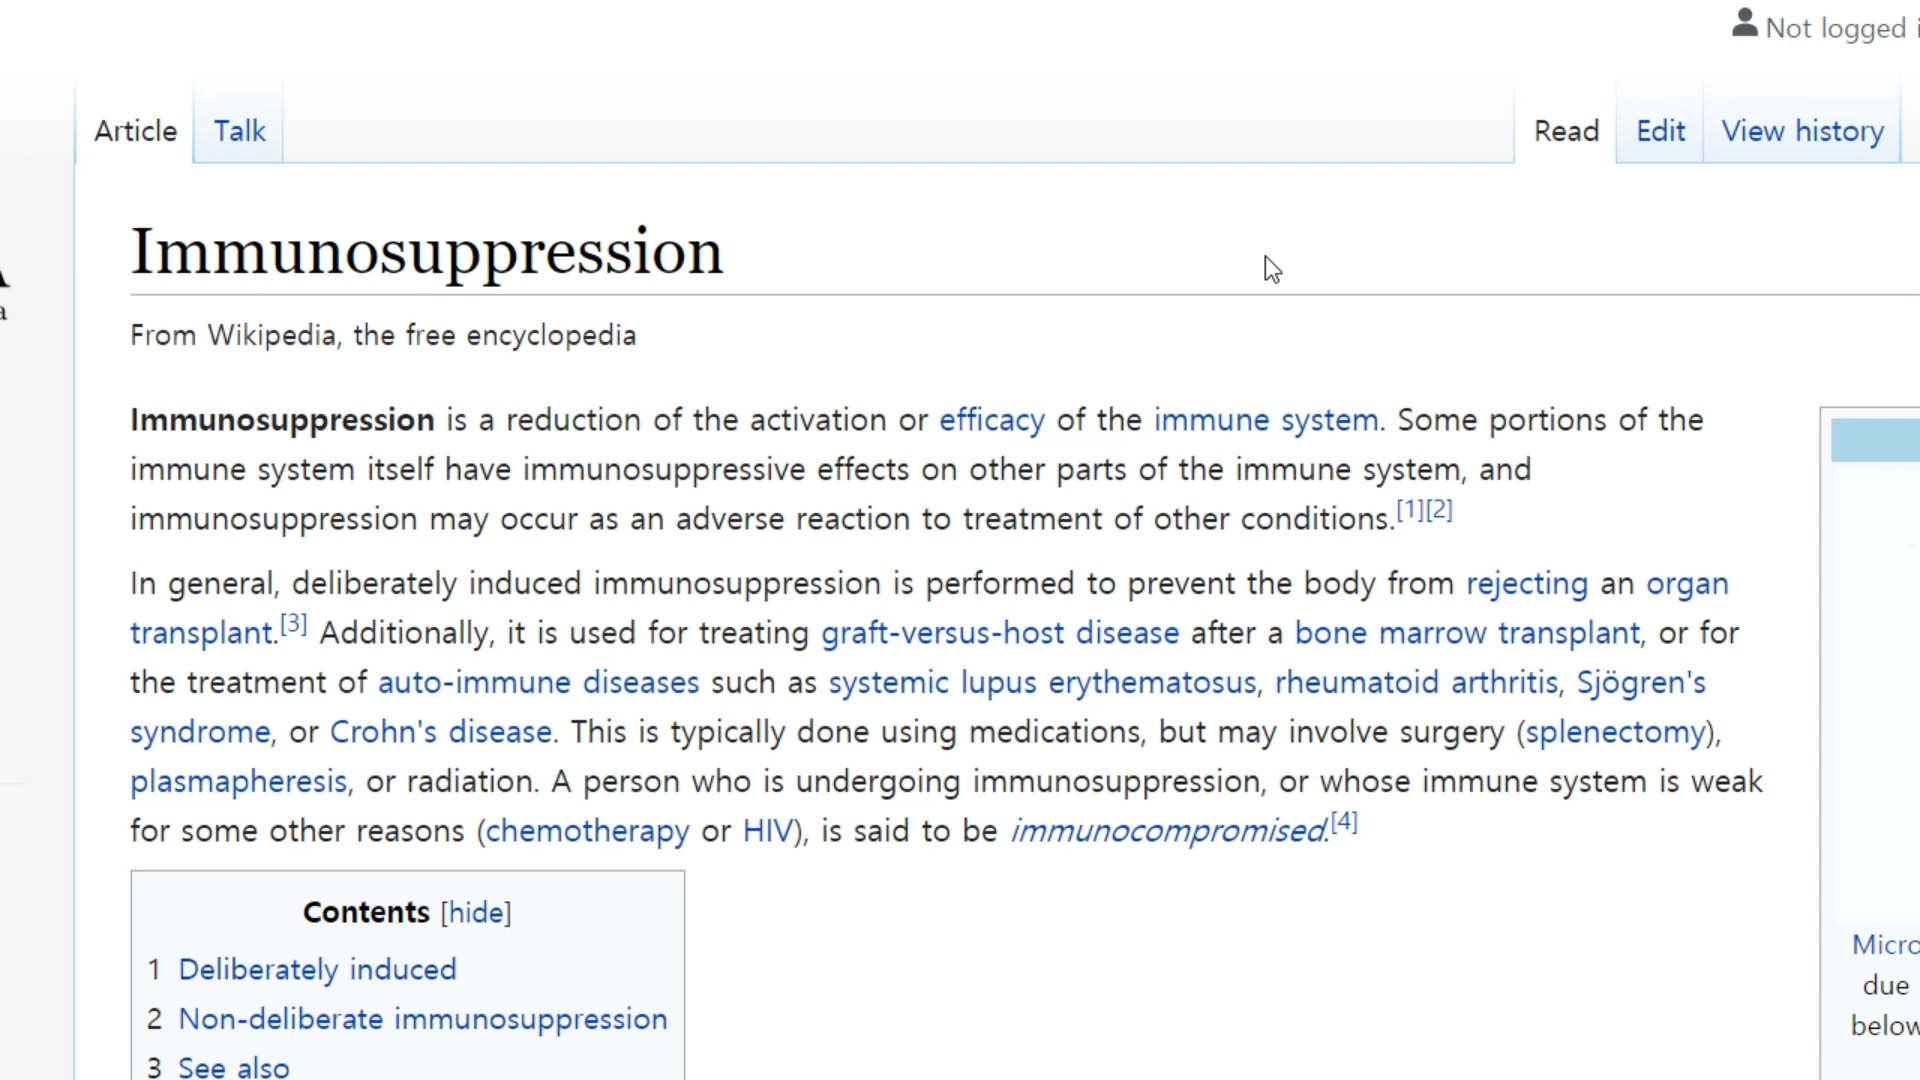 Not logged
Article Talk Read Edit View history
Immunosuppression
From Wikipedia, the free encyclopedia
Immunosuppression is a reduction of the activation or efficacy of the immune system. Some portions of the
immune system itself have immunosuppressive effects on other parts of the immune system, and
immunosuppression may occur as an adverse reaction to treatment of other conditions.[1][2]
In general, deliberately induced immunosuppression is performed to prevent the body from rejecting an organ
transplant.[3] Additionally, it is used for treating graft-versus-host disease after a bone marrow transplant, or for
the treatment of auto-immune diseases such as systemic lupus erythematosus, rheumatoid arthritis, Sjögren's
syndrome, or Crohn's disease. This is typically done using medications, but may involve surgery (splenectomy),
plasmapheresis, or radiation. A person who is undergoing immunosuppression, or whose immune system is weak
for some other reasons (chemotherapy or HIV), is said to be immunocompromised.[4]
Contents [hide]
1 Deliberately induced
2 Non-deliberate immunosuppression
3 See also
Micro
due
below